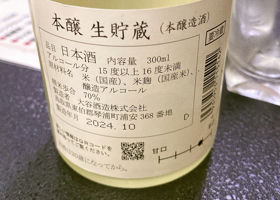 本醸 生貯蔵（本醸造酒）
品目 日本酒 内容量 300ml
アルコール分 15度以上16度未満
原材料名 米（国産）、米麹（国産米）、
醸造アルコール
精米歩合 70%
製造者 大谷酒造株式会社
鳥取県東伯郡琴浦町浦安368番地 D
製造年月 2024.10
甘口